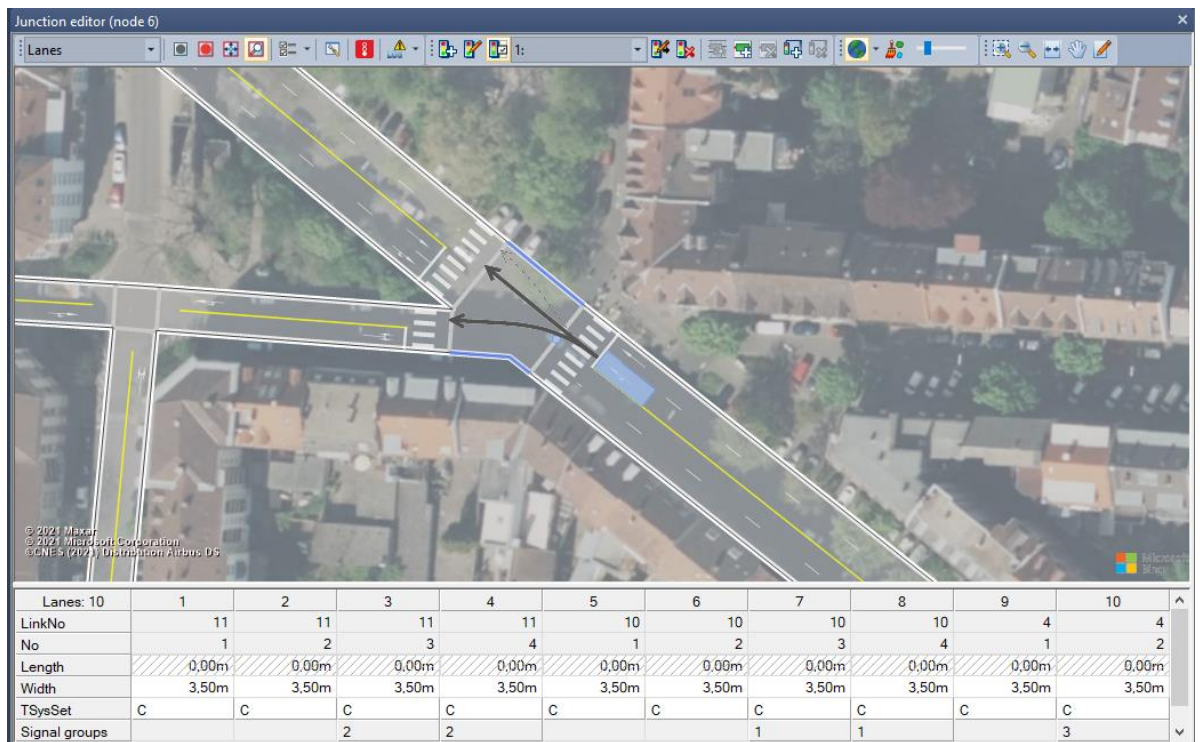 Junction editor (node 6)
Lanes 1:
© 2021 Maxar
© 2021 Microsoft Corporation
©CNES (2021) Distribution Airbus DS
Microsoft
Bing
Lanes: 10 1 2 3 4 5 6 7 8 9 10
LinkNo 11 11 11 11 10 10 10 10 4 4
No 1 2 3 4 1 2 3 4 1 2
Length 0,00m 0,00m 0,00m 0,00m 0,00m 0,00m 0,00m 0,00m 0,00m 0,00m
Width 3,50m 3,50m 3,50m 3,50m 3,50m 3,50m 3,50m 3,50m 3,50m 3,50m
TSysSet C C C C C C C C C C
Signal groups 2 2 1 1 3